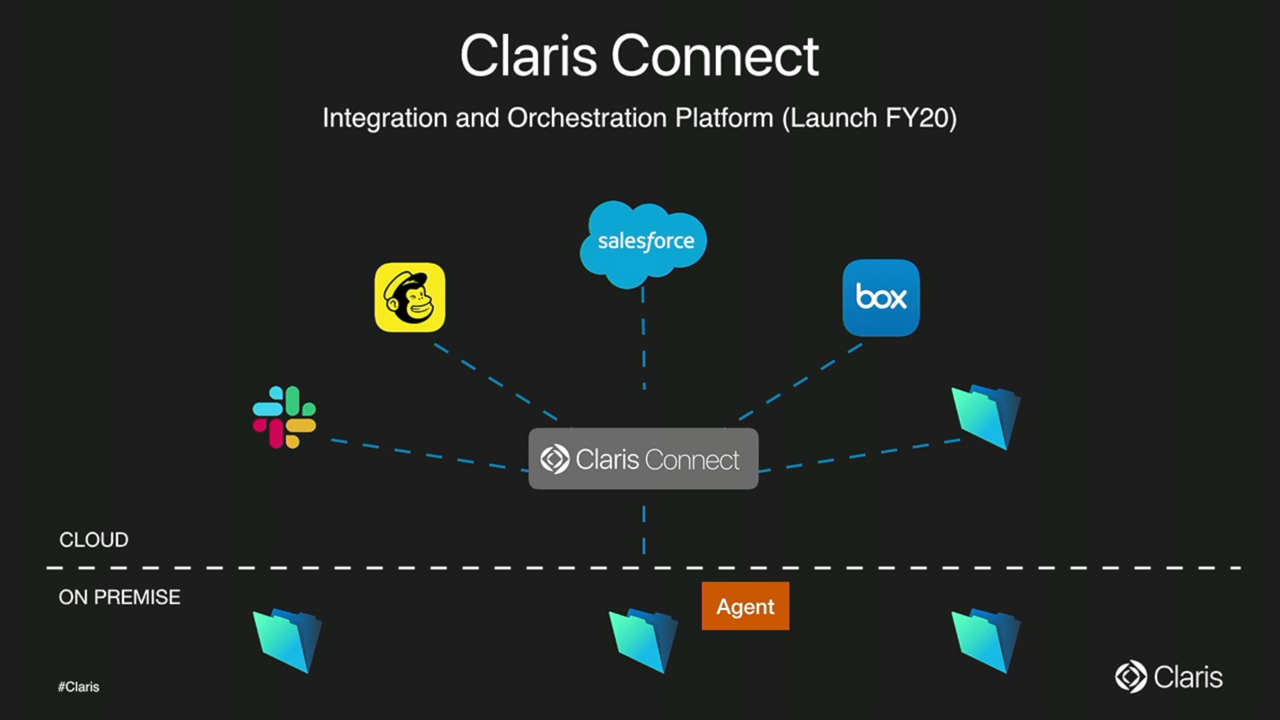 Claris Connect
Integration and Orchestration Platform (Launch FY20)
salesforce
box
Claris Connect
CLOUD
ON PREMISE
Agent
#Claris
Claris